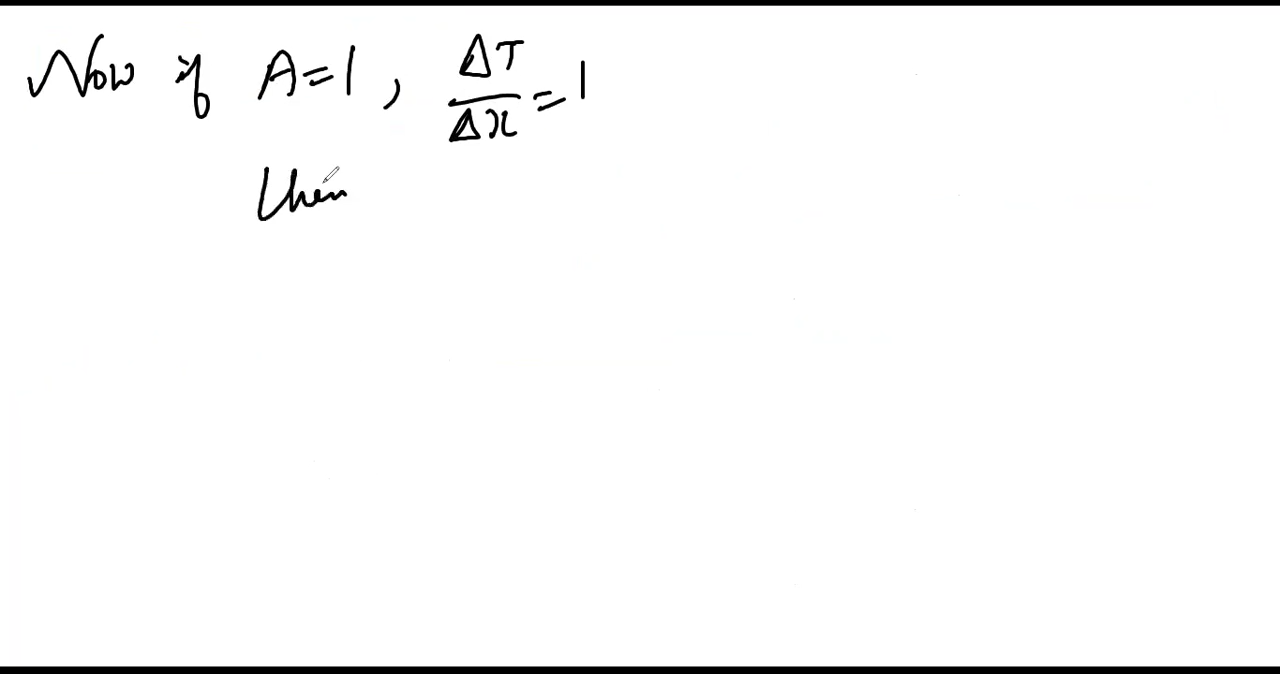 Now if A=1, ΔT/Δx = 1
then